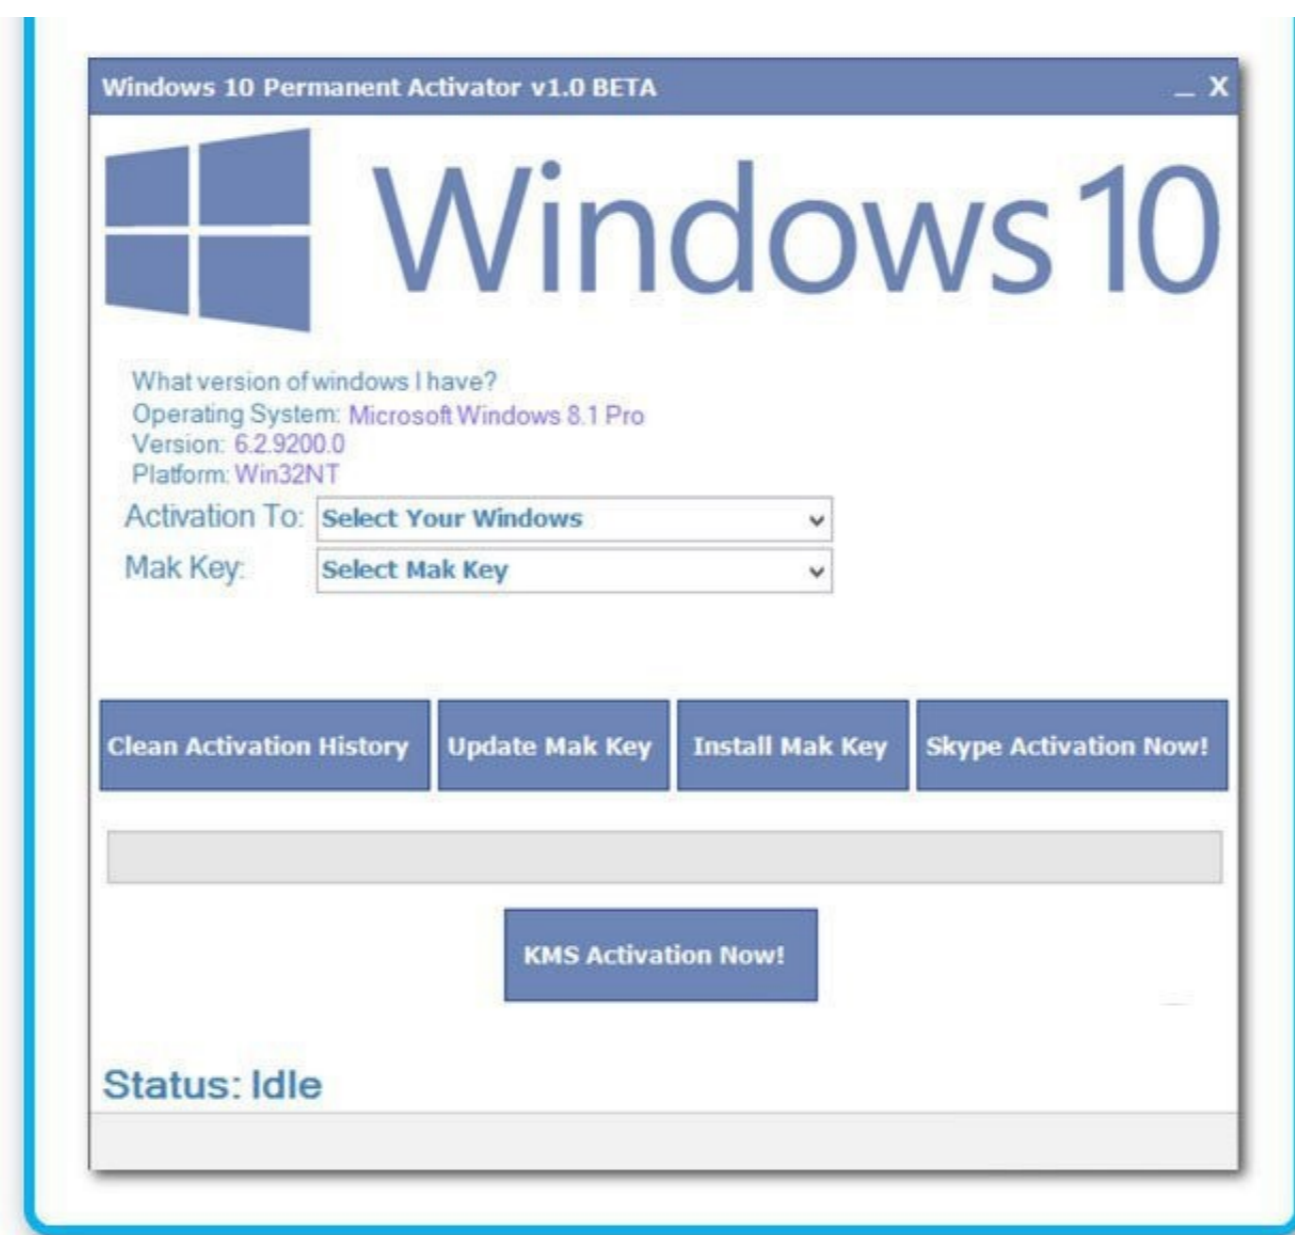 Windows 10 Permanent Activator v1.0 BETA _ X
Windows 10
What version of windows I have?
Operating System: Microsoft Windows 8.1 Pro
Version: 6.2.9200.0
Platform: Win32NT
Activation To: Select Your Windows
Mak Key: Select Mak Key
Clean Activation History Update Mak Key Install Mak Key Skype Activation Now!
KMS Activation Now!
Status: Idle